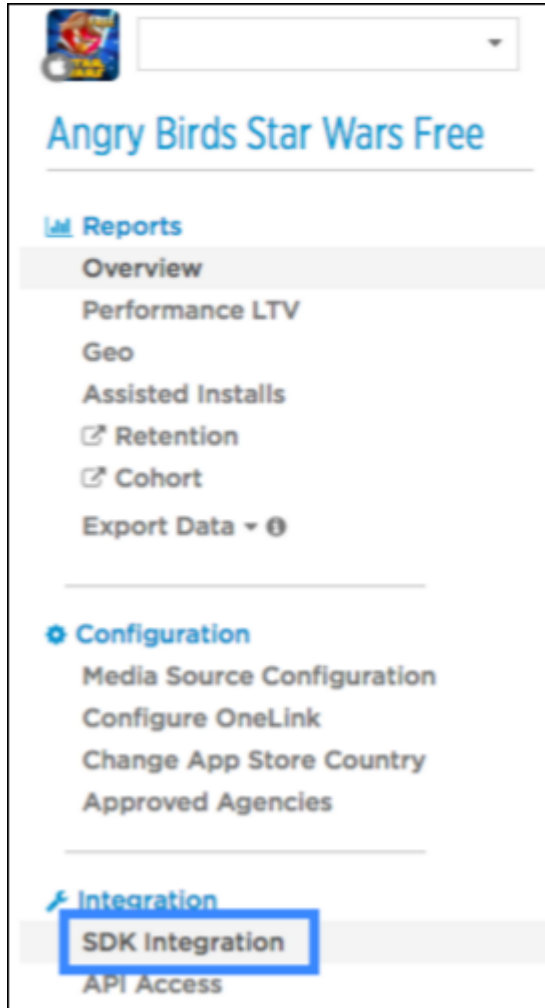 Angry Birds Star Wars Free
Reports
Overview
Performance LTV
Geo
Assisted Installs
Retention
Cohort
Export Data
Configuration
Media Source Configuration
Configure OneLink
Change App Store Country
Approved Agencies
Integration
SDK Integration
API Access